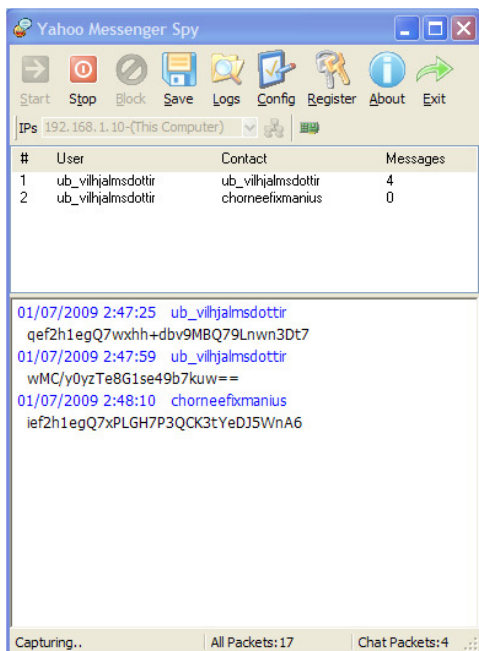 Yahoo Messenger Spy
Start Stop Block Save Logs Config Register About Exit
IPs 192.168.1.10-(This Computer)
# User Contact Messages
1 ub_vilhjalmsdottir ub_vilhjalmsdottir 4
2 ub_vilhjalmsdottir chorneefixmanius 0
01/07/2009 2:47:25 ub_vilhjalmsdottir
qef2h1egQ7wxhh+dbv9MBQ79Lnwn3Dt7
01/07/2009 2:47:59 ub_vilhjalmsdottir
wMC/y0yzTe8G1se49b7kuw==
01/07/2009 2:48:10 chorneefixmanius
ief2h1egQ7xPLGH7P3QCK3tYeDJ5WnA6
Capturing.. All Packets:17 Chat Packets:4